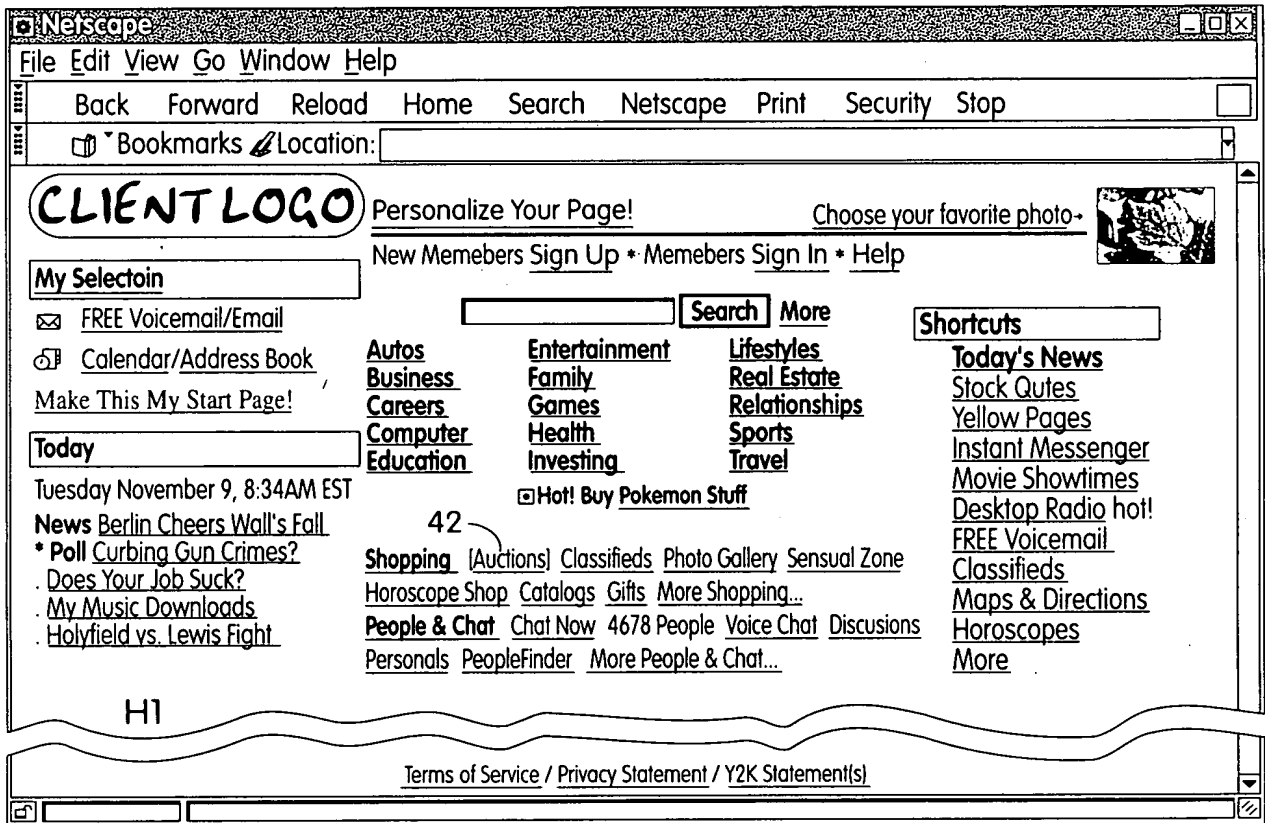 Netscape
File Edit View Go Window Help
Back Forward Reload Home Search Netscape Print Security Stop
Bookmarks Location:
CLIENT LOGO
Personalize Your Page!
Choose your favorite photo
New Memebers Sign Up * Memebers Sign In * Help
My Selectoin
FREE Voicemail/Email
Calendar/Address Book
Make This My Start Page!
Today
Tuesday November 9, 8:34AM EST
News Berlin Cheers Wall's Fall
* Poll Curbing Gun Crimes?
. Does Your Job Suck?
. My Music Downloads
. Holyfield vs. Lewis Fight
H1
Search More
Autos Entertainment Lifestyles
Business Family Real Estate
Careers Games Relationships
Computer Health Sports
Education Investing Travel
Hot! Buy Pokemon Stuff
42
Shopping [Auctions] Classifieds Photo Gallery Sensual Zone
Horoscope Shop Catalogs Gifts More Shopping...
People & Chat Chat Now 4678 People Voice Chat Discusions
Personals PeopleFinder More People & Chat...
Shortcuts
Today's News
Stock Qutes
Yellow Pages
Instant Messenger
Movie Showtimes
Desktop Radio hot!
FREE Voicemail
Classifieds
Maps & Directions
Horoscopes
More
Terms of Service / Privacy Statement / Y2K Statement(s)